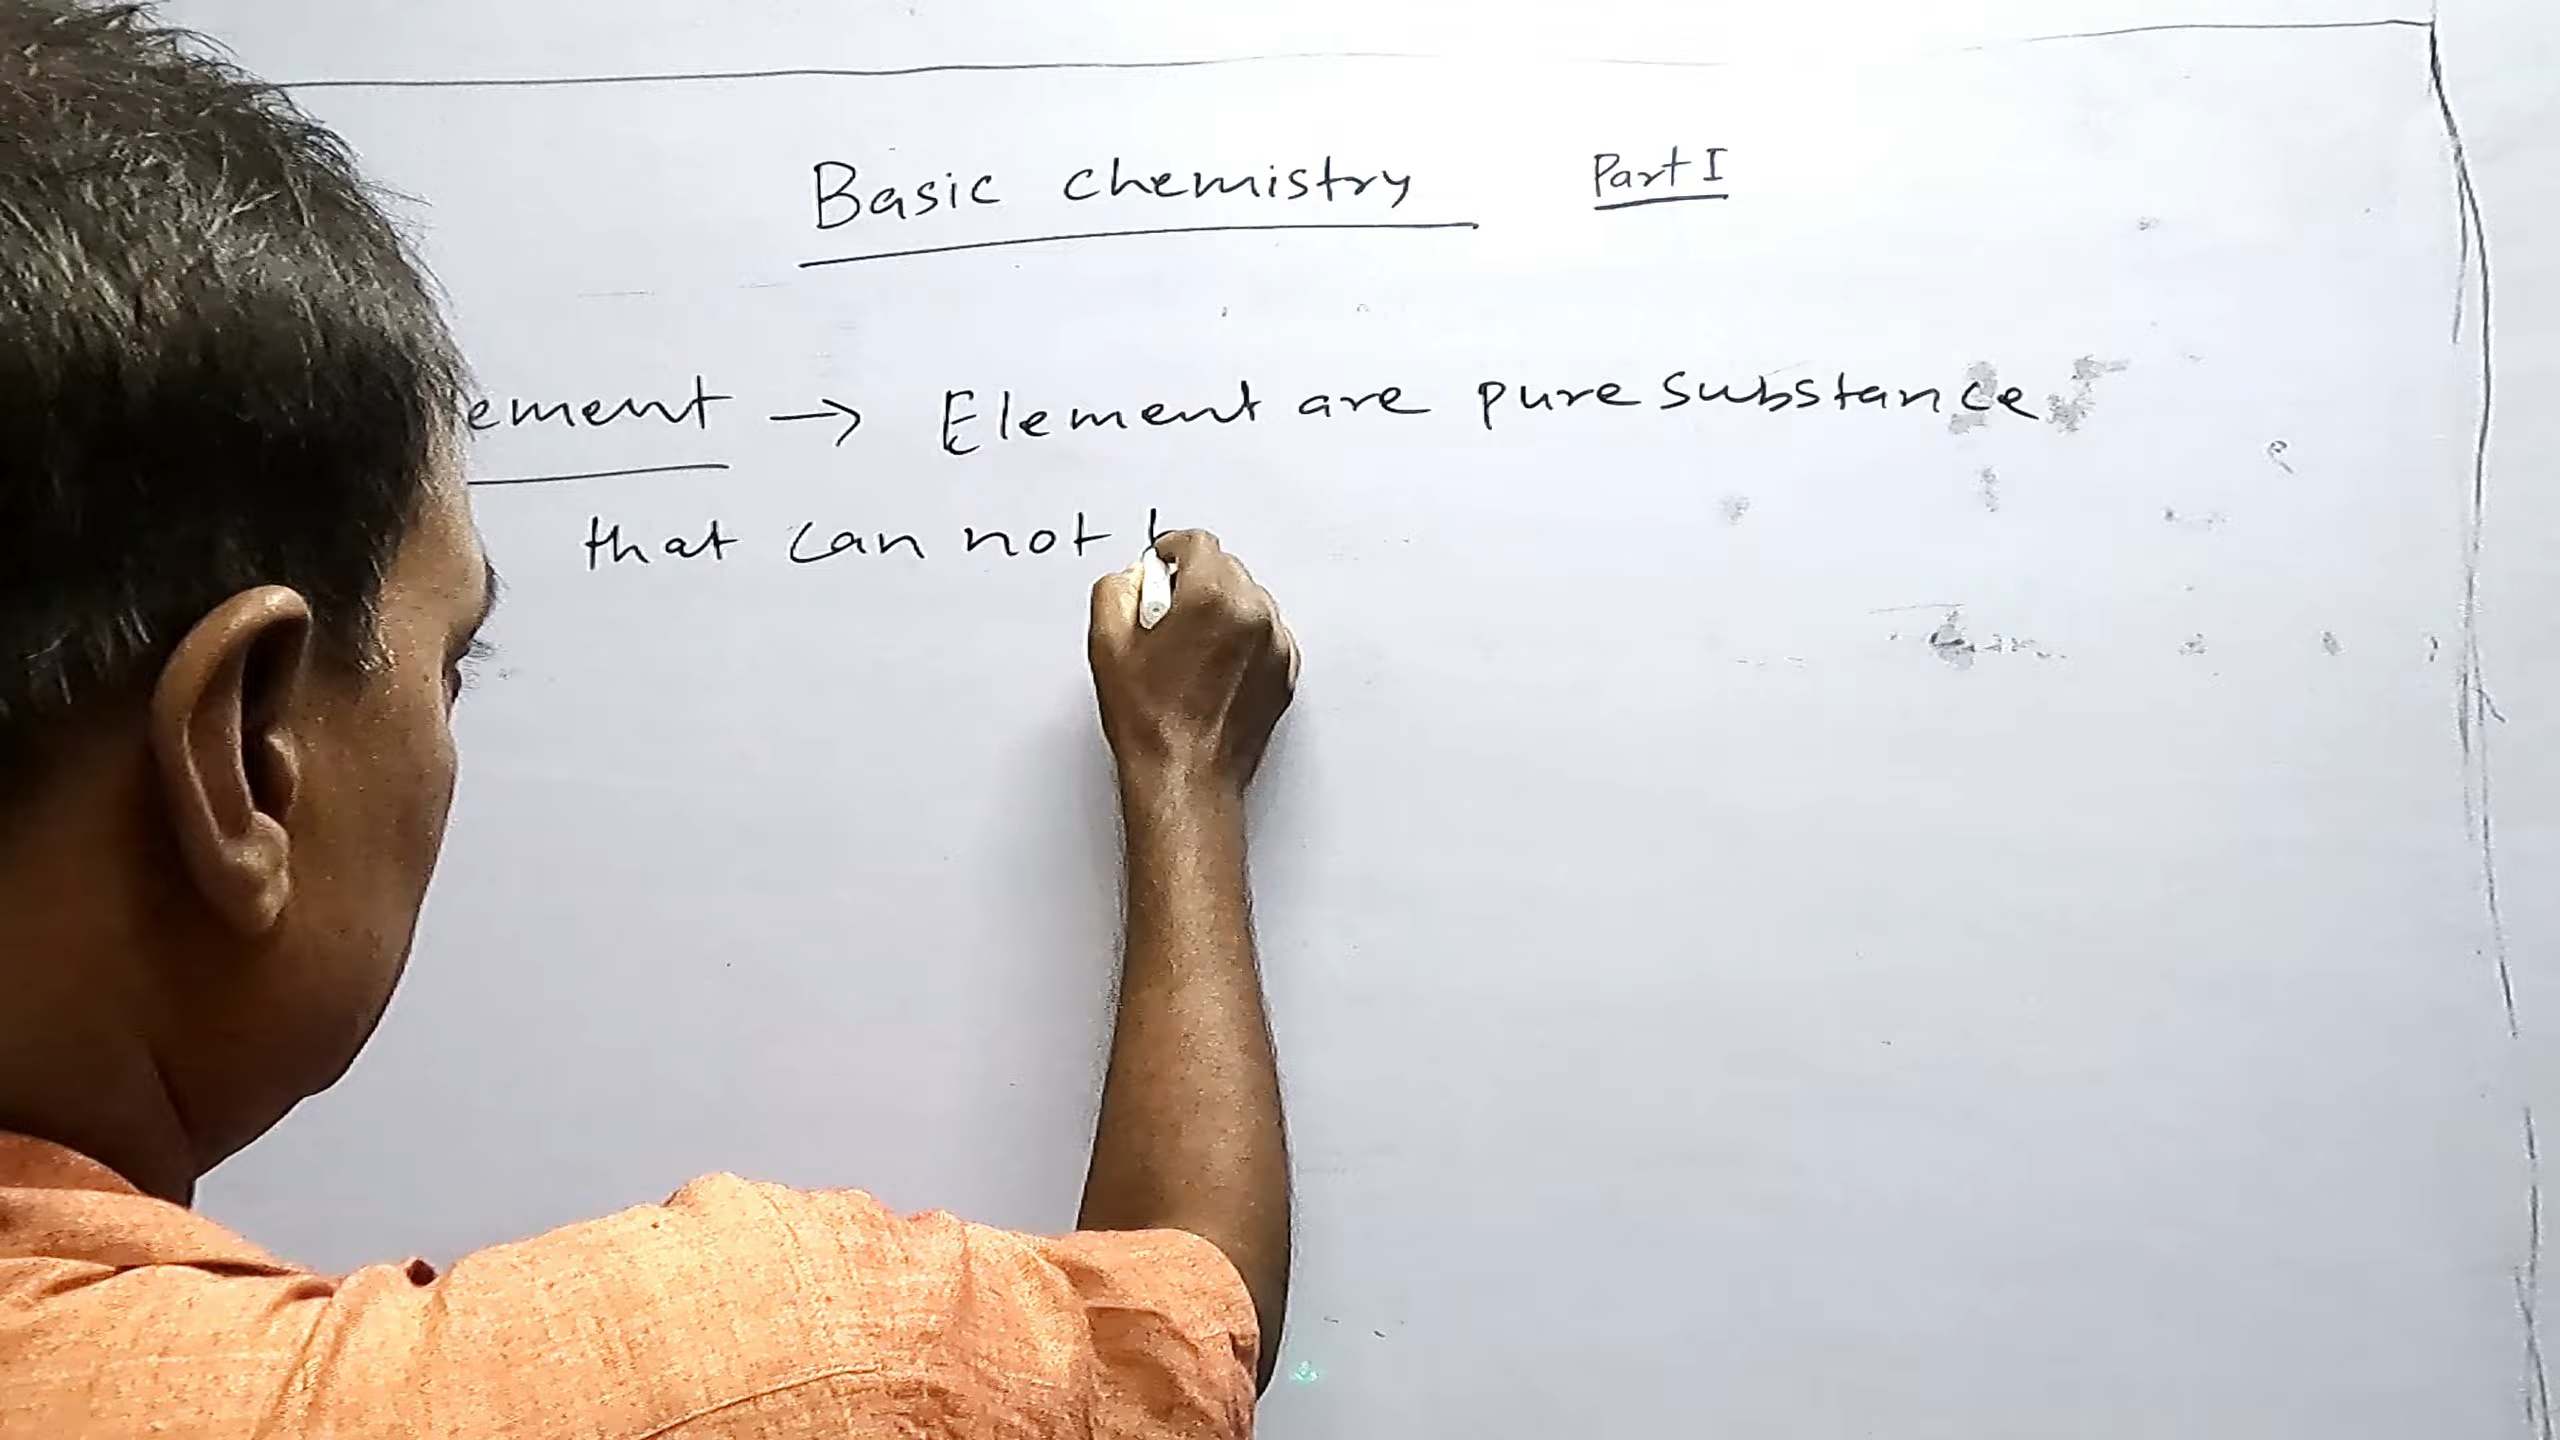 Basic chemistry Part I
ement → Element are pure substance
that can not